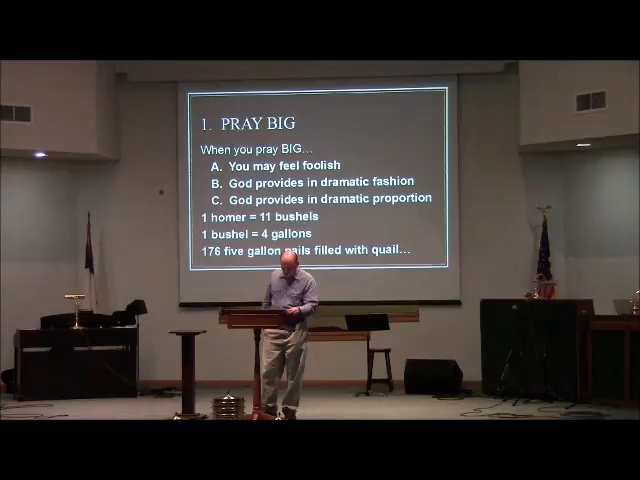 1. PRAY BIG
When you pray BIG…
A. You may feel foolish
B. God provides in dramatic fashion
C. God provides in dramatic proportion
1 homer = 11 bushels
1 bushel = 4 gallons
176 five gallon pails filled with quail…